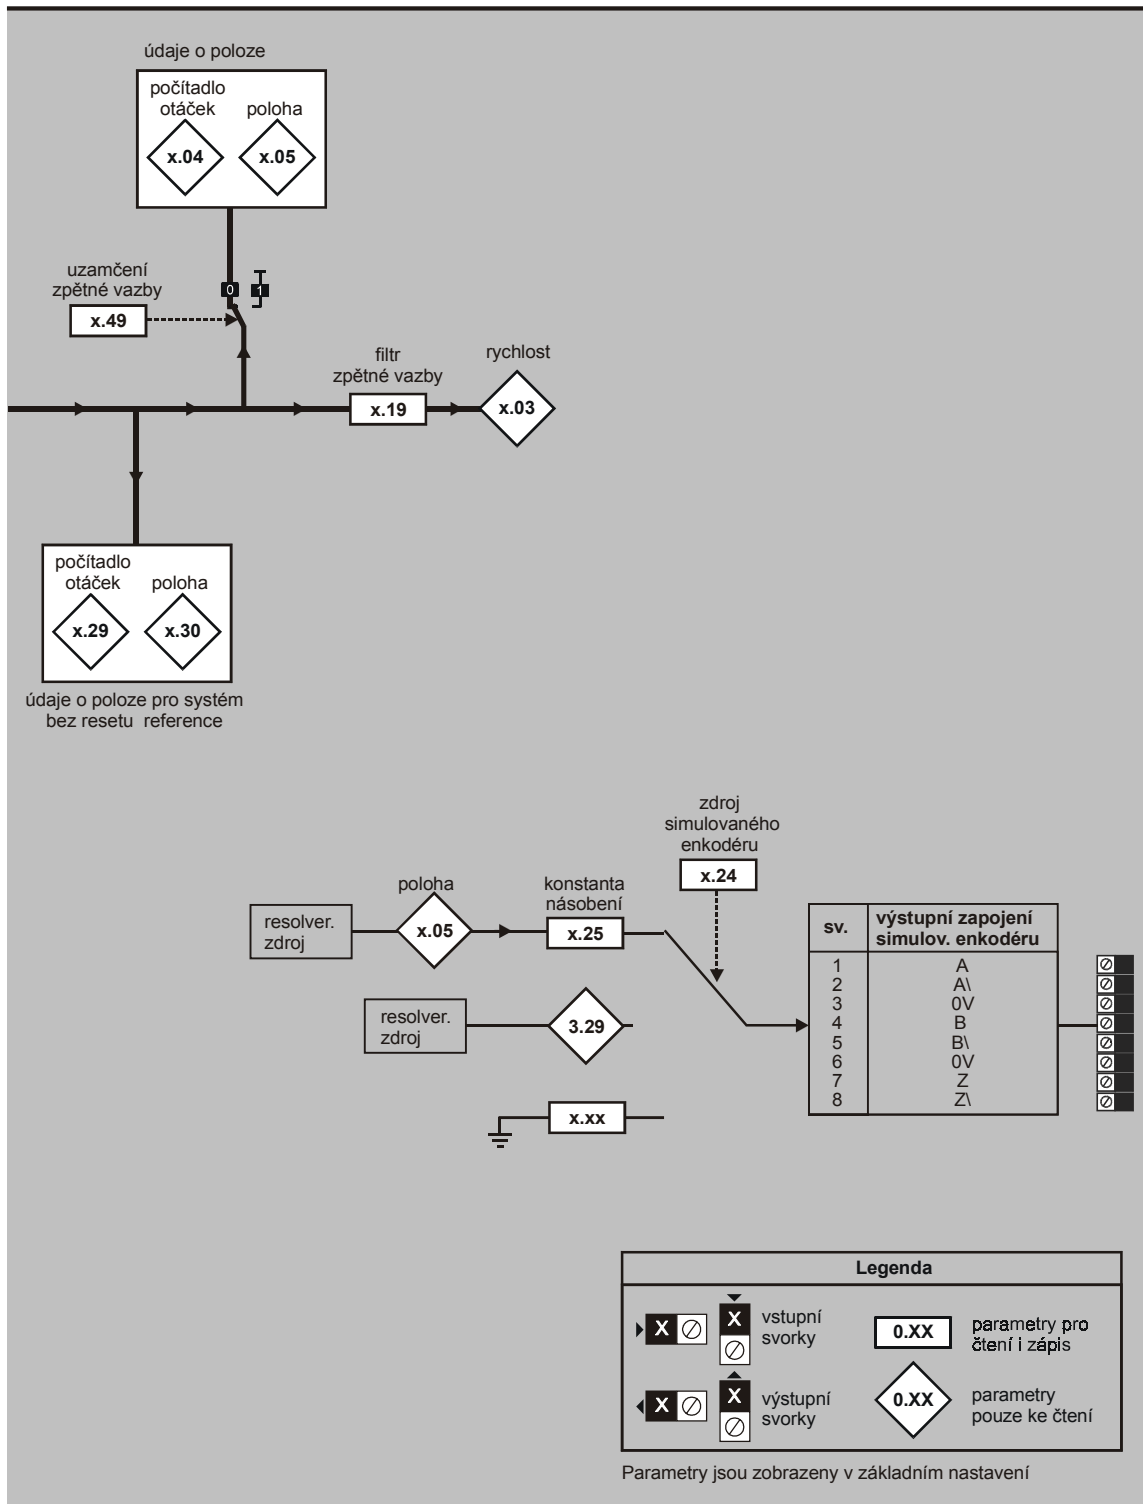 údaje o poloze
počítadlo
otáček
poloha
x.04
x.05
uzamčení
zpětné vazby
0
1
x.49
filtr
zpětné vazby
rychlost
x.19
x.03
počítadlo
otáček
poloha
x.29
x.30
údaje o poloze pro systém
bez resetu reference
zdroj
simulovaného
enkodéru
x.24
poloha
konstanta
násobení
resolver.
zdroj
x.05
x.25
sv.
výstupní zapojení
simulov. enkodéru
1 A
2 A\
3 0V
4 B
5 B\
6 0V
7 Z
8 Z\
resolver.
zdroj
3.29
x.xx
Legenda
X
X
vstupní
svorky
0.XX
parametry pro
čtení i zápis
X
X
výstupní
svorky
0.XX
parametry
pouze ke čtení
Parametry jsou zobrazeny v základním nastavení